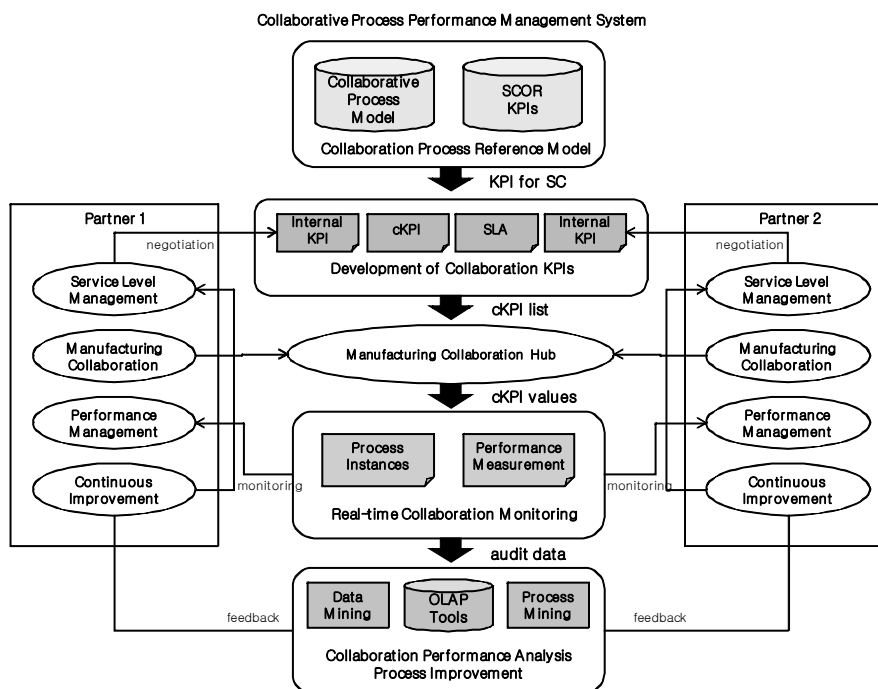 Collaborative Process Performance Management System
Collaborative
Process
Model
SCOR
KPIs
Collaboration Process Reference Model
KPI for SC
Partner 1
negotiation
Service Level
Management
Manufacturing
Collaboration
Performance
Management
Continuous
Improvement
monitoring
feedback
Internal
KPI
cKPI
SLA
Internal
KPI
Development of Collaboration KPIs
cKPI list
Manufacturing Collaboration Hub
cKPI values
Process
Instances
Performance
Measurement
Real-time Collaboration Monitoring
audit data
Data
Mining
OLAP
Tools
Process
Mining
Collaboration Performance Analysis
Process Improvement
Partner 2
negotiation
Service Level
Management
Manufacturing
Collaboration
Performance
Management
monitoring
Continuous
Improvement
feedback